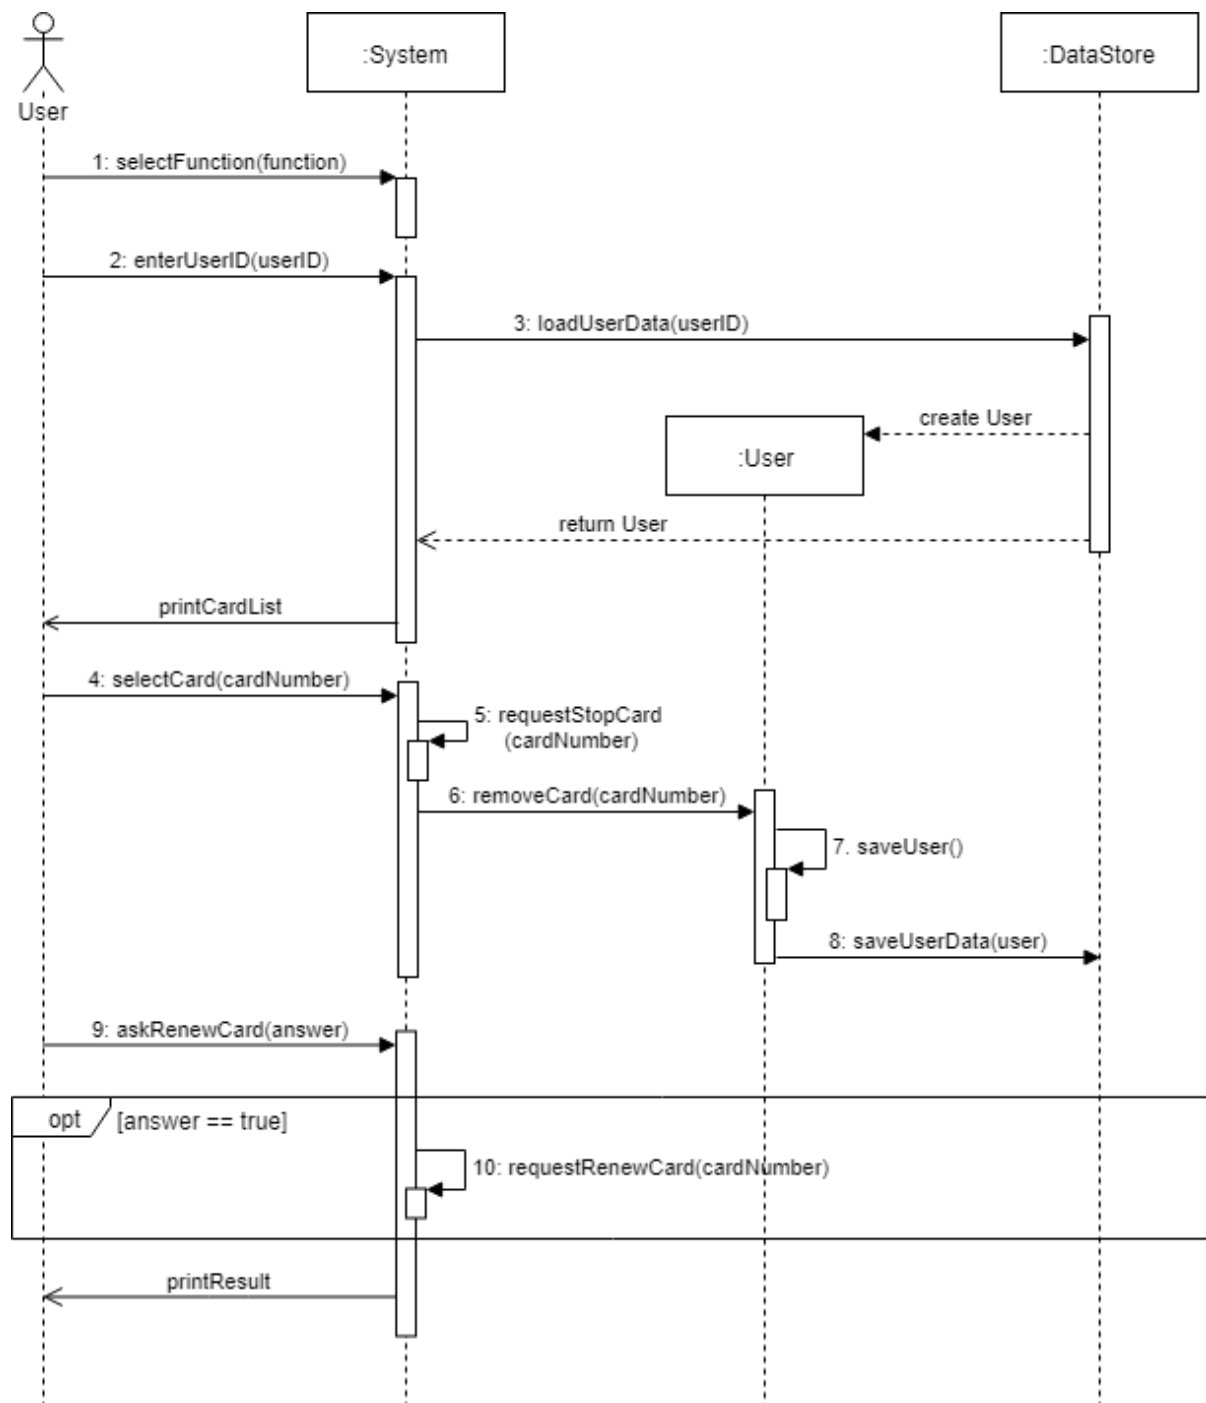 :System
:DataStore
User
1: selectFunction(function)
2: enterUserID(userID)
3: loadUserData(userID)
create User
:User
return User
printCardList
4: selectCard(cardNumber)
5: requestStopCard
(cardNumber)
6: removeCard(cardNumber)
7. saveUser()
8: saveUserData(user)
9: askRenewCard(answer)
opt
[answer == true]
10: requestRenewCard(cardNumber)
printResult